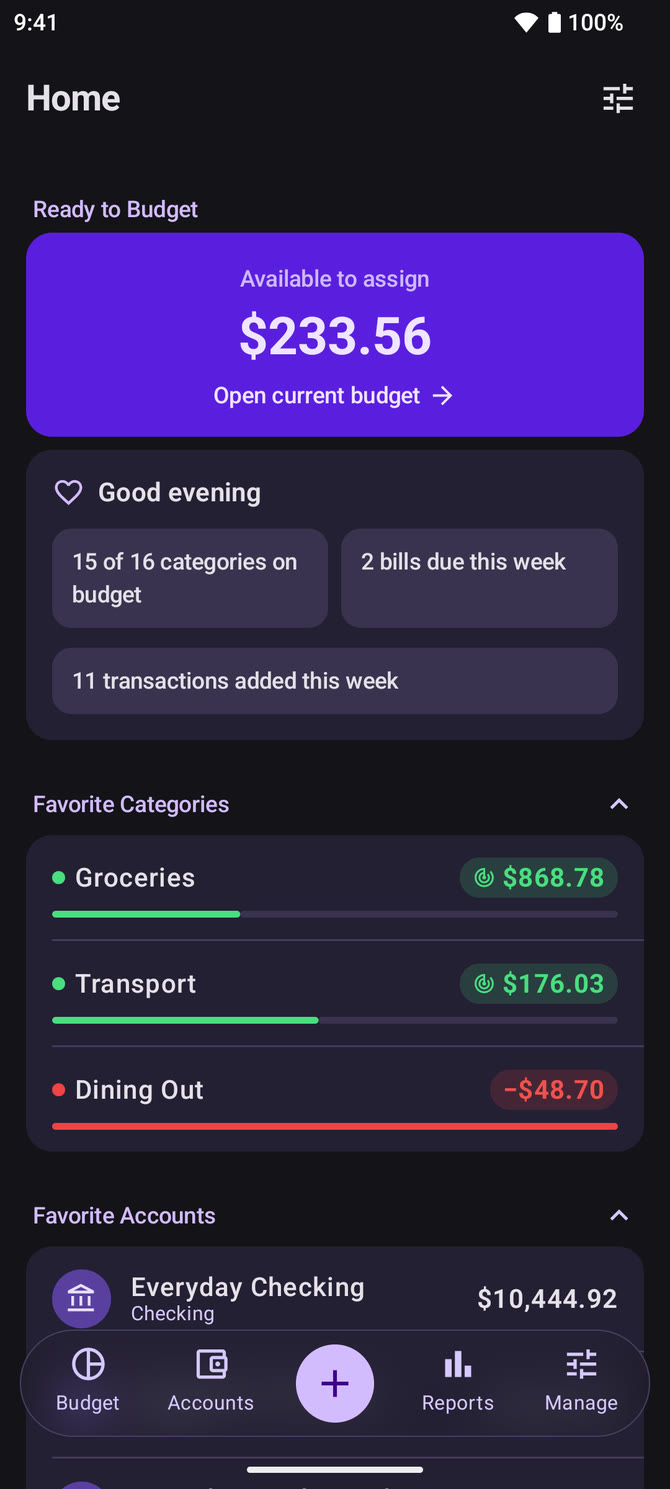 9:41
100%
Home
Ready to Budget
Available to assign
$233.56
Open current budget
Good evening
15 of 16 categories on
budget
2 bills due this week
11 transactions added this week
Favorite Categories
Groceries
$868.78
Transport
$176.03
Dining Out
−$48.70
Favorite Accounts
Everyday Checking
$10,444.92
Checking
Budget
Accounts
Reports
Manage